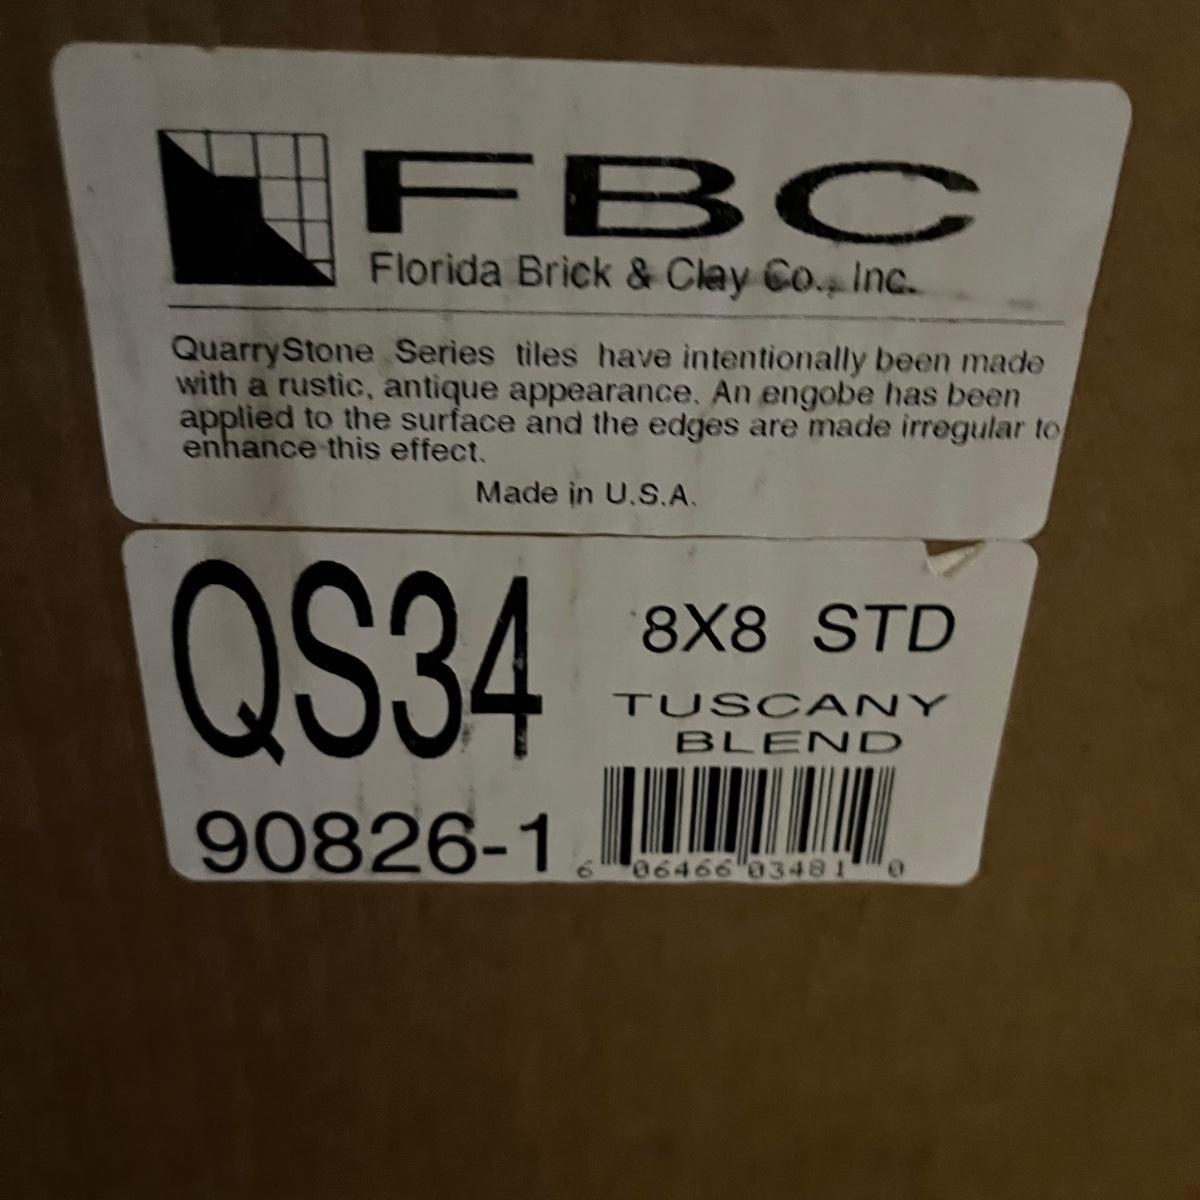 FBC
Florida Brick & Clay Co., Inc.
QuarryStone Series tiles have intentionally been made
with a rustic, antique appearance. An engobe has been
applied to the surface and the edges are made irregular to
enhance this effect.
Made in U.S.A.
QS34
8X8 STD
TUSCANY
BLEND
90826-1
6 06466 03481 0